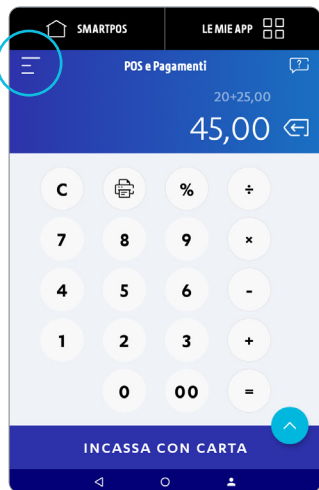 SMARTPOS LE MIE APP
POS e Pagamenti ?
20+25,00
45,00
C % ÷
7 8 9 ×
4 5 6 -
1 2 3 +
0 00 =
INCASSA CON CARTA